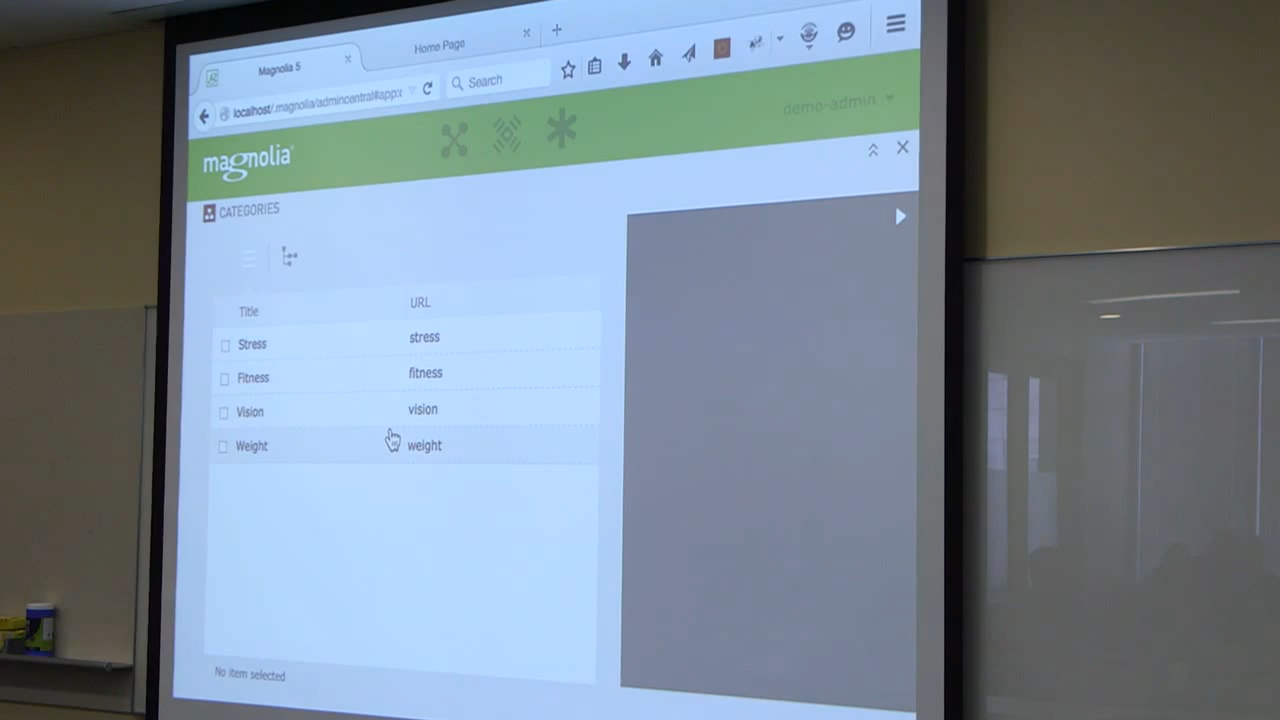 Magnolia 5
Home Page
localhost/.magnolia/admincentral#app:c
Search
magnolia
demo-admin
CATEGORIES
Title URL
Stress stress
Fitness fitness
Vision vision
Weight weight
No item selected